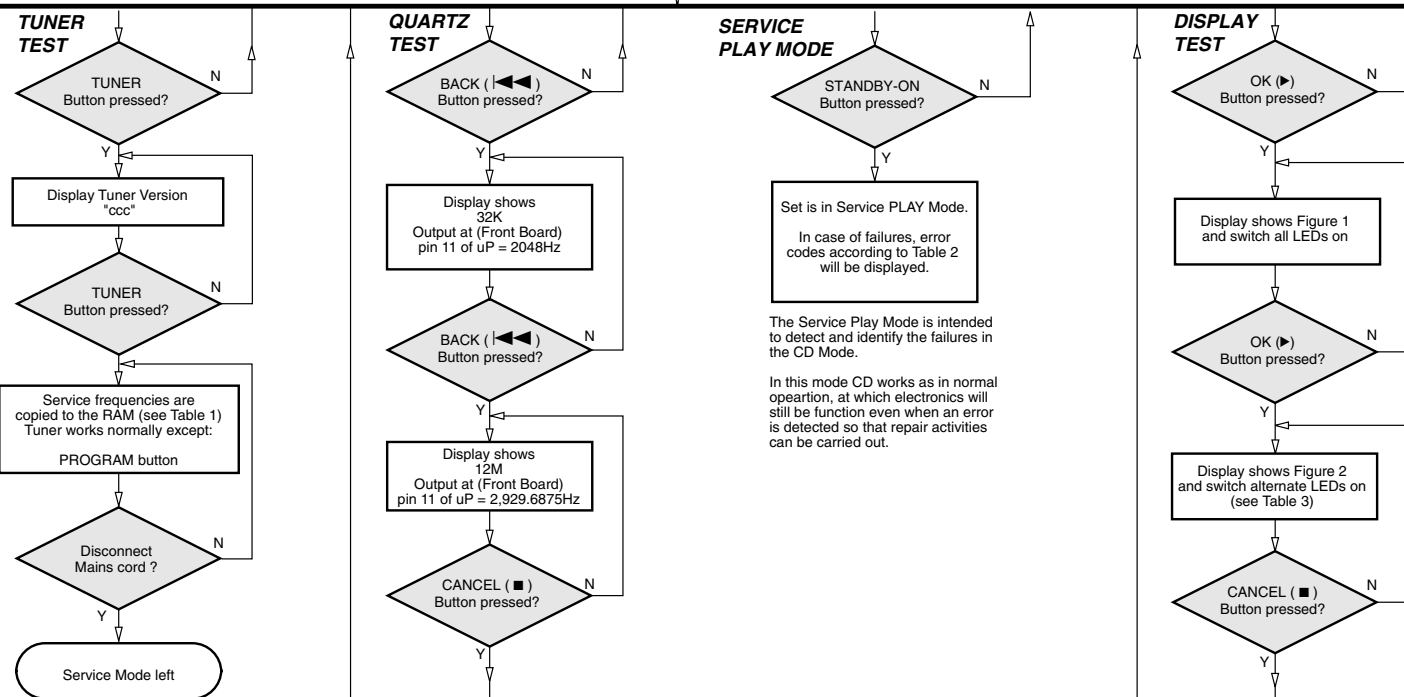 TUNER
TEST
TUNER
Button pressed?
N
Y
Display Tuner Version
"ccc"
TUNER
Button pressed?
N
Y
Service frequencies are
copied to the RAM (see Table 1)
Tuner works normally except:
PROGRAM button
Disconnect
Mains cord ?
N
Y
Service Mode left
QUARTZ
TEST
BACK ( |◀◀ )
Button pressed?
N
Y
Display shows
32K
Output at (Front Board)
pin 11 of uP = 2048Hz
BACK ( |◀◀ )
Button pressed?
N
Y
Display shows
12M
Output at (Front Board)
pin 11 of uP = 2,929.6875Hz
CANCEL ( ■ )
Button pressed?
N
Y
SERVICE
PLAY MODE
STANDBY-ON
Button pressed?
N
Y
Set is in Service PLAY Mode.
In case of failures, error
codes according to Table 2
will be displayed.
The Service Play Mode is intended
to detect and identify the failures in
the CD Mode.
In this mode CD works as in normal
opeartion, at which electronics will
still be function even when an error
is detected so that repair activities
can be carried out.
DISPLAY
TEST
OK (▶)
Button pressed?
N
Y
Display shows Figure 1
and switch all LEDs on
OK (▶)
Button pressed?
N
Y
Display shows Figure 2
and switch alternate LEDs on
(see Table 3)
CANCEL ( ■ )
Button pressed?
N
Y